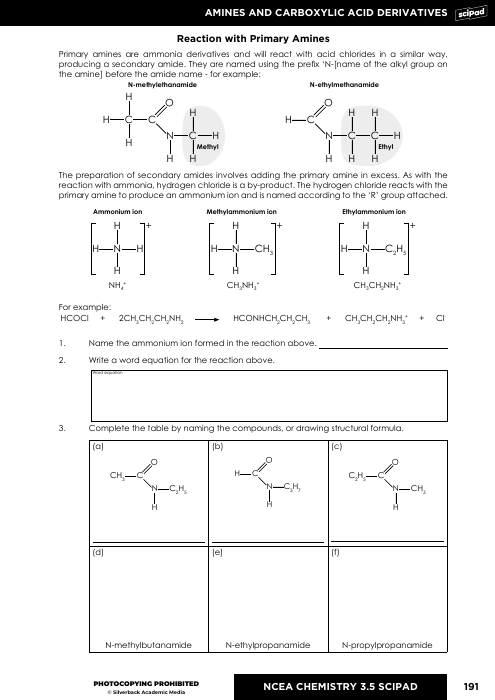 AMINES AND CARBOXYLIC ACID DERIVATIVES
scipad
Reaction with Primary Amines
Primary amines are ammonia derivatives and will react with acid chlorides in a similar way,
producing a secondary amide. They are named using the prefix 'N-[name of the alkyl group on
the amine] before the amide name - for example:
N-methylethanamide N-ethylmethanamide
H
H—C—C O
H
N—C—H
H H H
Methyl
H—C O
H H
N—C—C—H
H H H
Ethyl
The preparation of secondary amides involves adding the primary amine in excess. As with the
reaction with ammonia, hydrogen chloride is a by-product. The hydrogen chloride reacts with the
primary amine to produce an ammonium ion and is named according to the 'R' group attached.
Ammonium ion Methylammonium ion Ethylammonium ion
H H H
H—N—H + H—N—CH₃ + H—N—C₂H₅ +
H H H
NH₄⁺ CH₃NH₃⁺ CH₃CH₂NH₃⁺
For example:
HCOCl + 2CH₃CH₂CH₂NH₂ → HCONHCH₂CH₂CH₃ + CH₃CH₂CH₂NH₃⁺ + Cl⁻
1. Name the ammonium ion formed in the reaction above.
2. Write a word equation for the reaction above.
Word equation
3. Complete the table by naming the compounds, or drawing structural formula.
(a) (b) (c)
O O O
CH₃—C H—C C₂H₅—C
N—C₂H₅ N—C₃H₇ N—CH₃
H H H
(d) (e) (f)
N-methylbutanamide N-ethylpropanamide N-propylpropanamide
PHOTOCOPYING PROHIBITED
© Silverback Academic Media
NCEA CHEMISTRY 3.5 SCIPAD
191